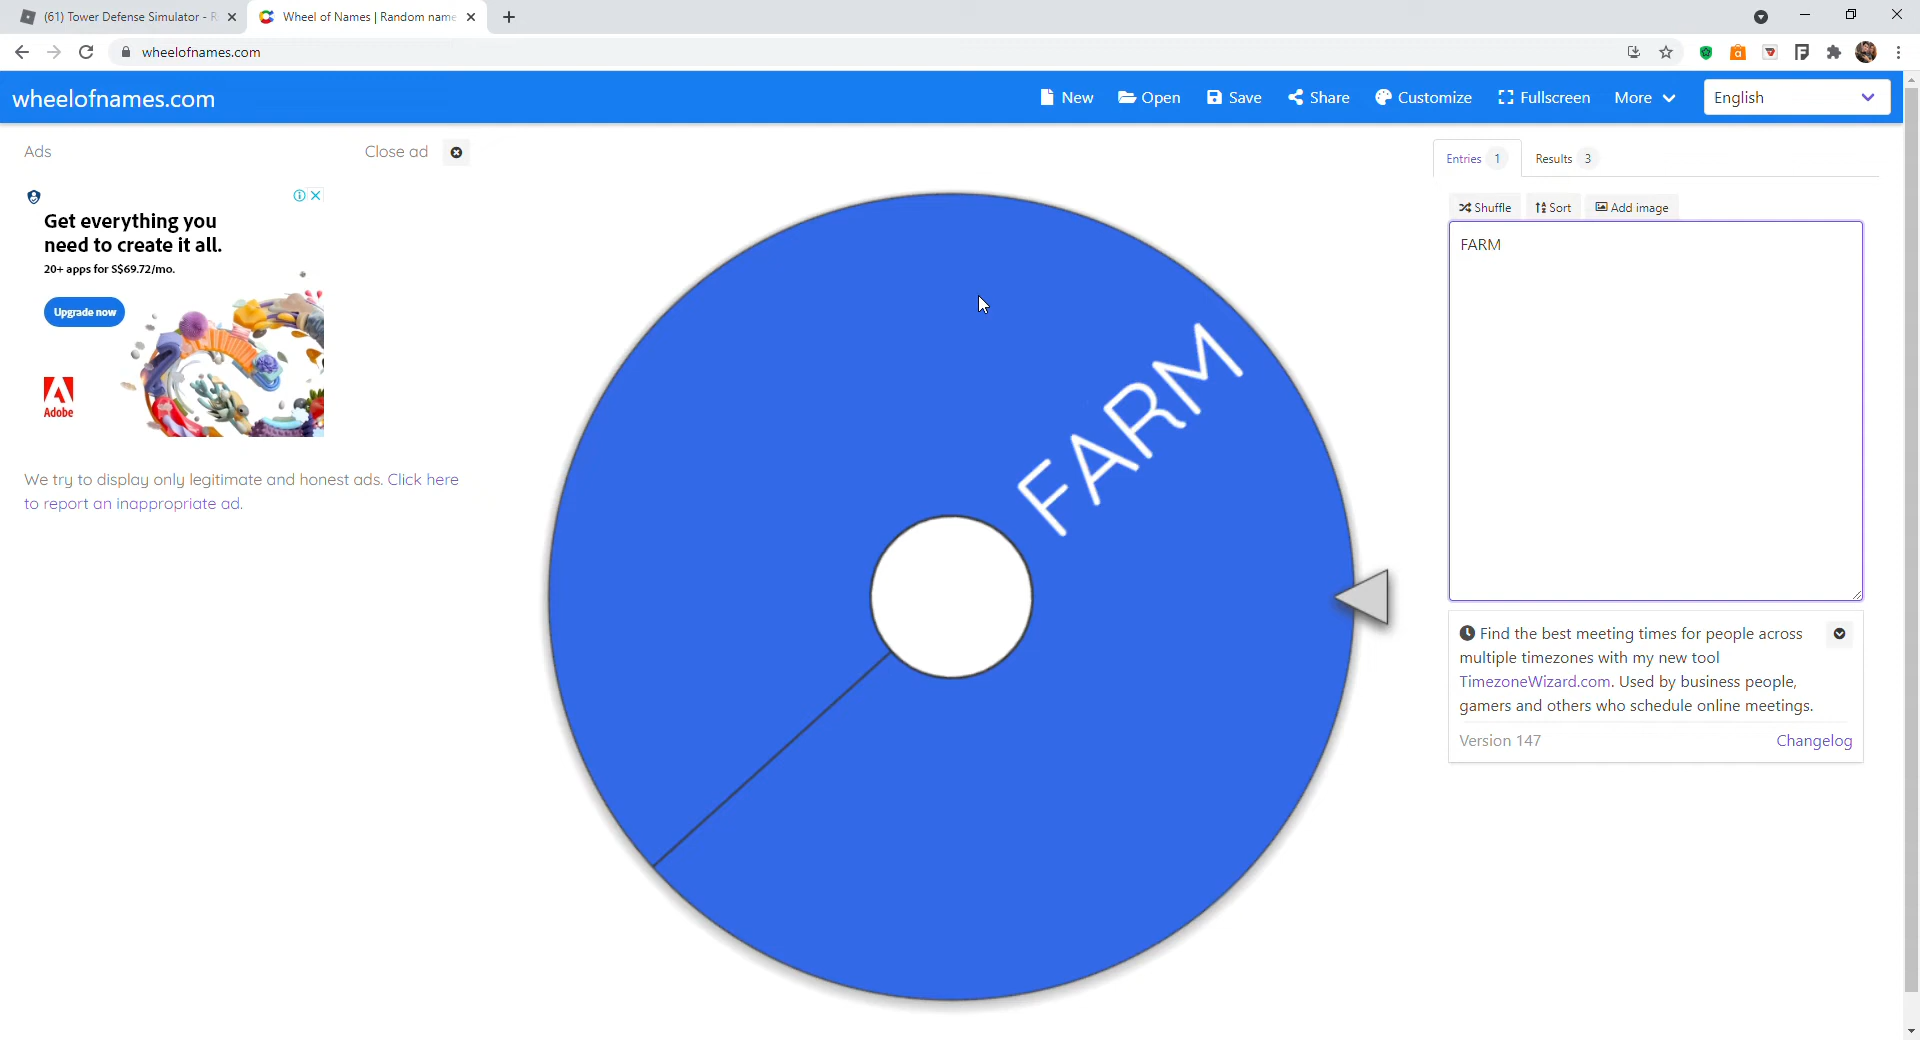 (61) Tower Defense Simulator - R
Wheel of Names | Random name
wheelofnames.com
wheelofnames.com
New
Open
Save
Share
Customize
Fullscreen
More
English
Ads
Close ad
Get everything you
need to create it all.
20+ apps for S$69.72/mo.
Upgrade now
Adobe
We try to display only legitimate and honest ads. Click here
to report an inappropriate ad.
FARM
Entries 1
Results 3
Shuffle
Sort
Add image
FARM
Find the best meeting times for people across
multiple timezones with my new tool
TimezoneWizard.com. Used by business people,
gamers and others who schedule online meetings.
Version 147
Changelog